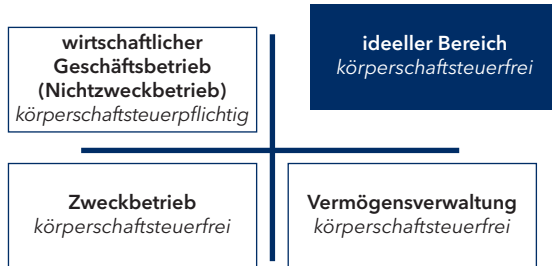 wirtschaftlicher
Geschäftsbetrieb
(Nichtzweckbetrieb)
körperschaftsteuerpflichtig
ideeller Bereich
körperschaftsteuerfrei
Zweckbetrieb
körperschaftsteuerfrei
Vermögensverwaltung
körperschaftsteuerfrei